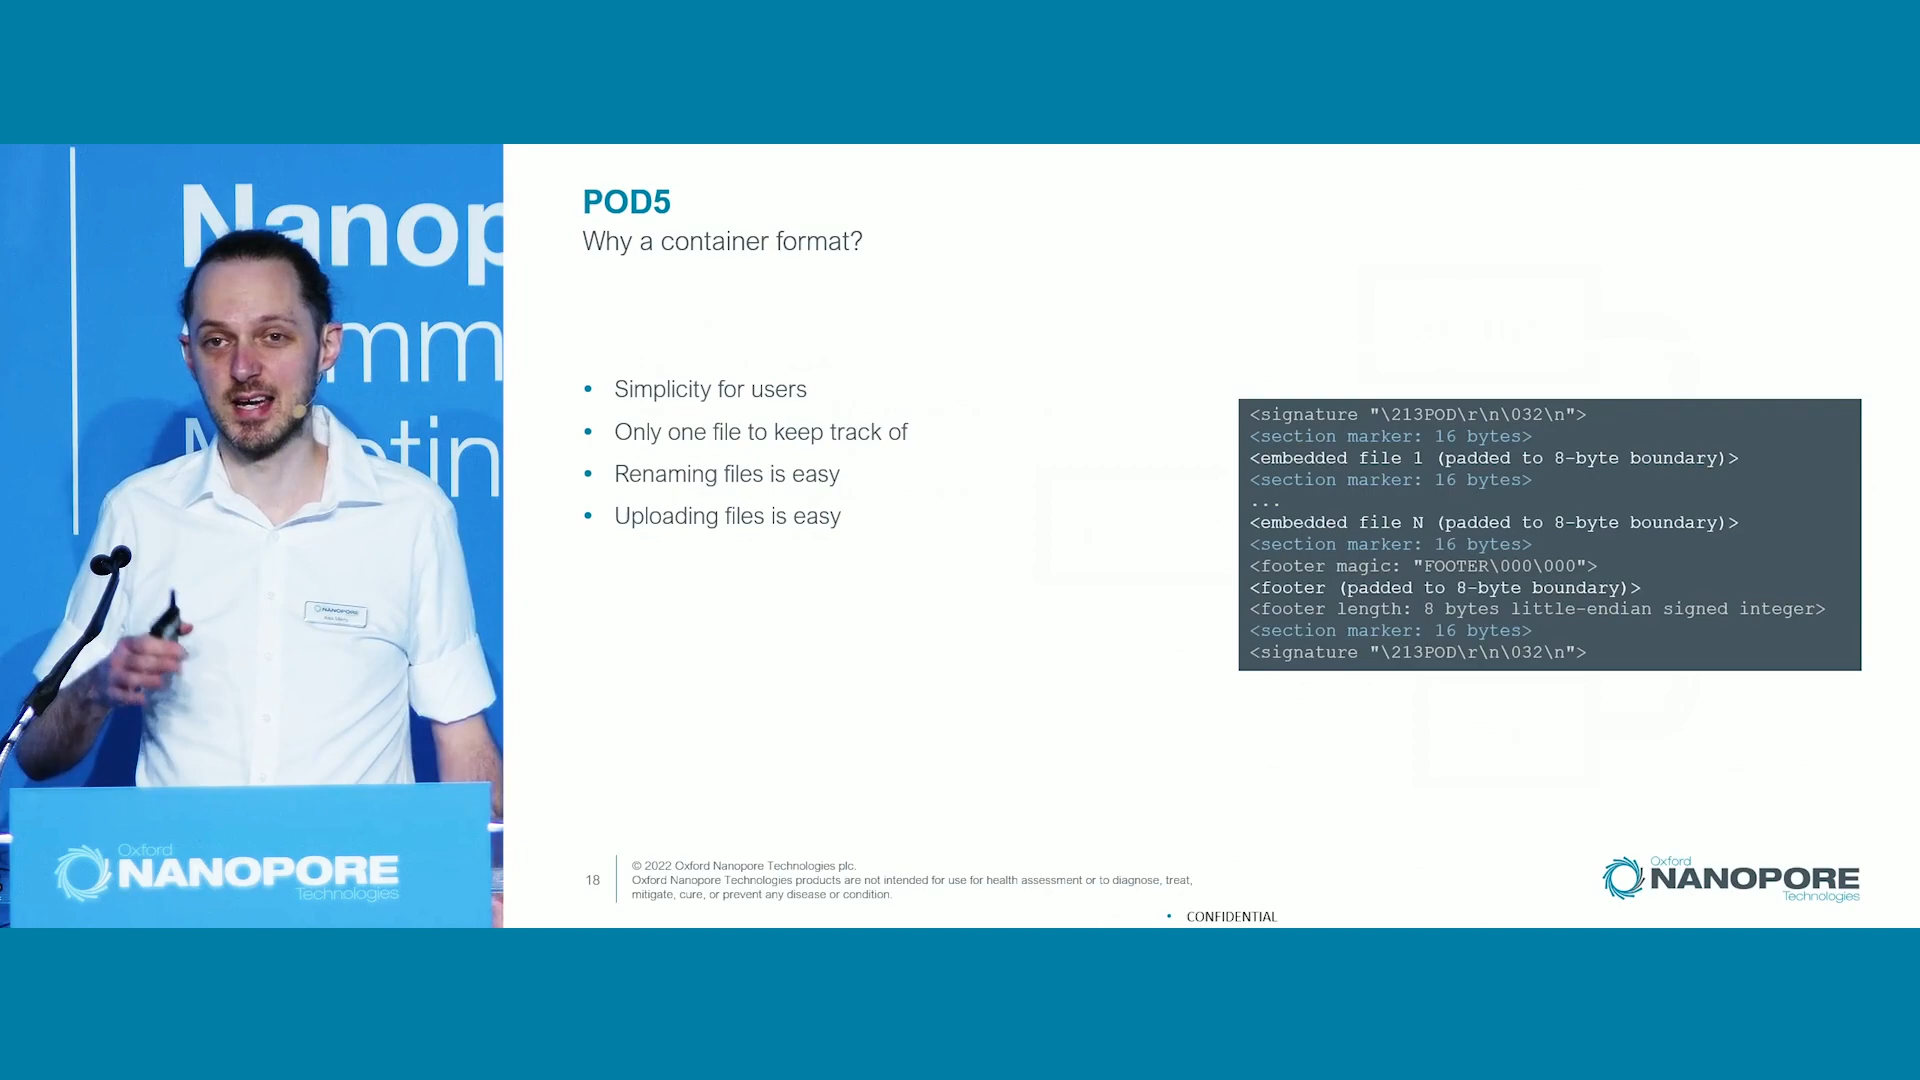 Nanop
mm
M etin
NANOPORE
Oxford
NANOPORE
Technologies
POD5
Why a container format?
• Simplicity for users
• Only one file to keep track of
• Renaming files is easy
• Uploading files is easy
<signature "\213POD\r\n\032\n">
<section marker: 16 bytes>
<embedded file 1 (padded to 8-byte boundary)>
<section marker: 16 bytes>
...
<embedded file N (padded to 8-byte boundary)>
<section marker: 16 bytes>
<footer magic: "FOOTER\000\000">
<footer (padded to 8-byte boundary)>
<footer length: 8 bytes little-endian signed integer>
<section marker: 16 bytes>
<signature "\213POD\r\n\032\n">
18
© 2022 Oxford Nanopore Technologies plc.
Oxford Nanopore Technologies products are not intended for use for health assessment or to diagnose, treat,
mitigate, cure, or prevent any disease or condition.
• CONFIDENTIAL
Oxford
NANOPORE
Technologies